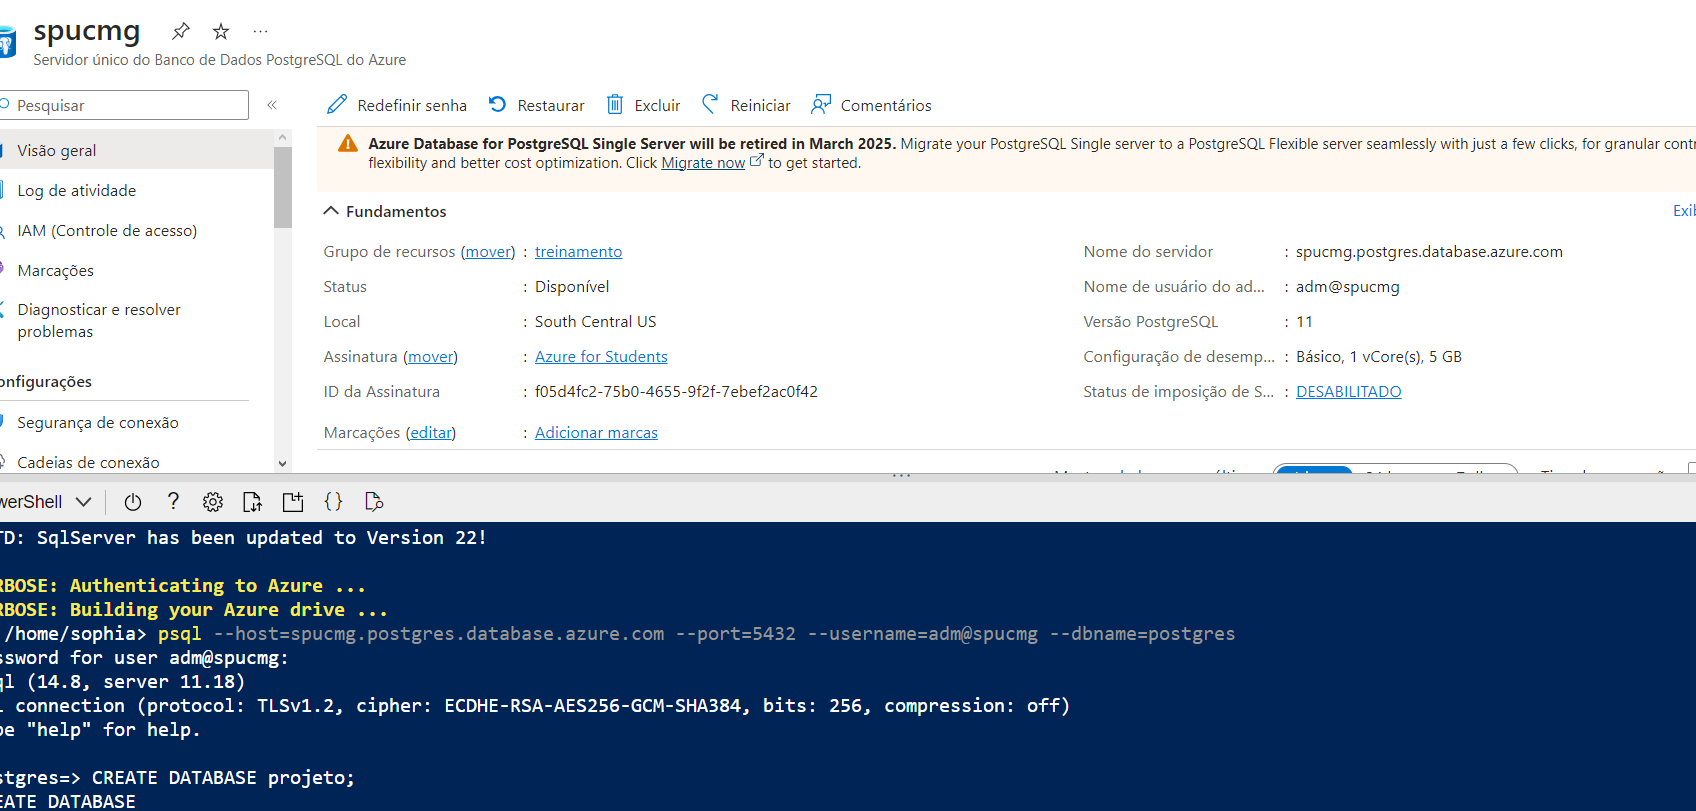 spucmg
Servidor único do Banco de Dados PostgreSQL do Azure
Pesquisar
Redefinir senha
Restaurar
Excluir
Reiniciar
Comentários
Visão geral
Log de atividade
IAM (Controle de acesso)
Marcações
Diagnosticar e resolver
problemas
onfigurações
Segurança de conexão
Cadeias de conexão
Azure Database for PostgreSQL Single Server will be retired in March 2025. Migrate your PostgreSQL Single server to a PostgreSQL Flexible server seamlessly with just a few clicks, for granular contr
flexibility and better cost optimization. Click Migrate now to get started.
Fundamentos
Exib
Grupo de recursos (mover) : treinamento
Status : Disponível
Local : South Central US
Assinatura (mover) : Azure for Students
ID da Assinatura : f05d4fc2-75b0-4655-9f2f-7ebef2ac0f42
Marcações (editar) : Adicionar marcas
Nome do servidor : spucmg.postgres.database.azure.com
Nome de usuário do ad... : adm@spucmg
Versão PostgreSQL : 11
Configuração de desemp... : Básico, 1 vCore(s), 5 GB
Status de imposição de S... : DESABILITADO
werShell
TD: SqlServer has been updated to Version 22!
RBOSE: Authenticating to Azure ...
RBOSE: Building your Azure drive ...
/home/sophia> psql --host=spucmg.postgres.database.azure.com --port=5432 --username=adm@spucmg --dbname=postgres
ssword for user adm@spucmg:
ql (14.8, server 11.18)
L connection (protocol: TLSv1.2, cipher: ECDHE-RSA-AES256-GCM-SHA384, bits: 256, compression: off)
pe "help" for help.
stgres=> CREATE DATABASE projeto;
EATE DATABASE